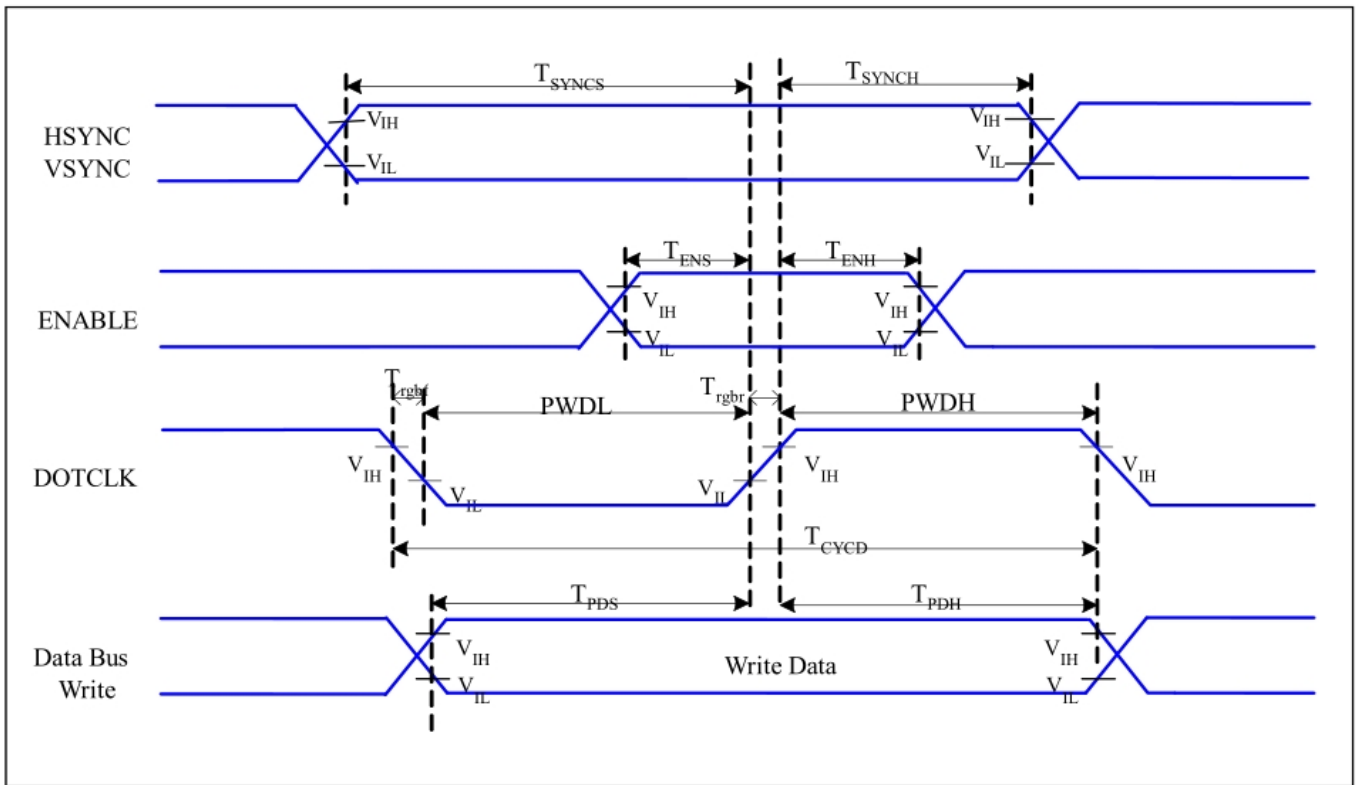 TSYNCS TSYNCH
HSYNC
VSYNC
VIH VIH
VIL VIL
TENS TENH
ENABLE
VIH VIH
VIL VIL
Trgbf PWDL Trgbr PWDH
DOTCLK
VIH VIL VIL VIH VIH
TCYCD
TPDS TPDH
Data Bus
Write
VIH Write Data VIH
VIL VIL